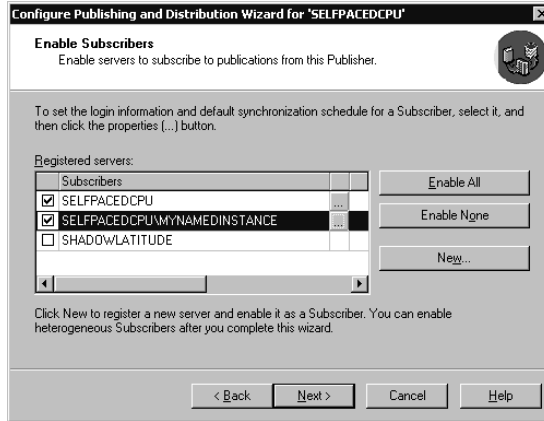 Configure Publishing and Distribution Wizard for 'SELFPACEDCPU'
Enable Subscribers
Enable servers to subscribe to publications from this Publisher.
To set the login information and default synchronization schedule for a Subscriber, select it, and
then click the properties (...) button.
Registered servers:
Subscribers
SELFPACEDCPU ...
SELFPACEDCPU\MYNAMEDINSTANCE ...
SHADOWLATITUDE
Enable All
Enable None
New...
Click New to register a new server and enable it as a Subscriber. You can enable
heterogeneous Subscribers after you complete this wizard.
< Back Next > Cancel Help